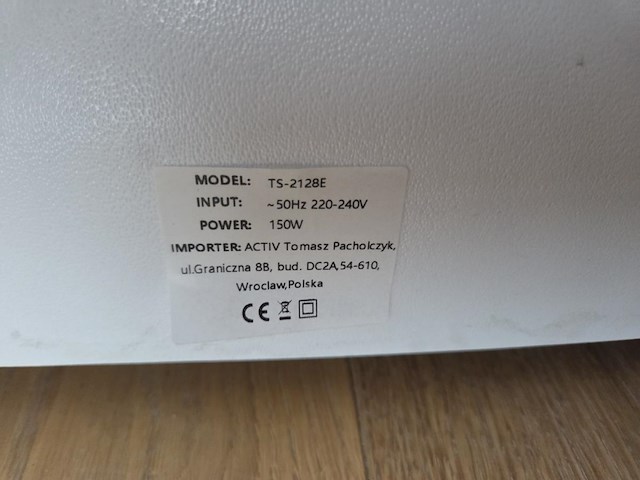 MODEL: TS-2128E
INPUT: ~50Hz 220-240V
POWER: 150W
IMPORTER: ACTIV Tomasz Pacholczyk,
ul.Graniczna 8B, bud. DC2A,54-610,
Wroclaw,Polska
CE